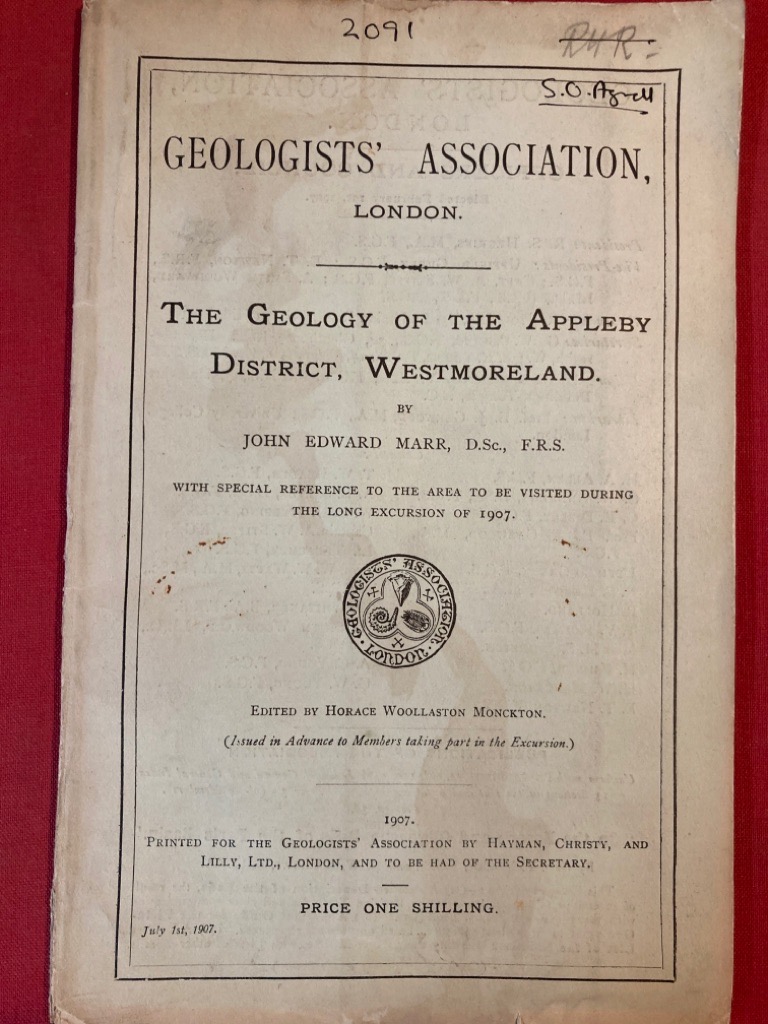 2091
R H R.
S.O. Agrell
GEOLOGISTS' ASSOCIATION,
LONDON.
THE GEOLOGY OF THE APPLEBY
DISTRICT, WESTMORELAND.
BY
JOHN EDWARD MARR, D.Sc., F.R.S.
WITH SPECIAL REFERENCE TO THE AREA TO BE VISITED DURING
THE LONG EXCURSION OF 1907.
GEOLOGISTS' ASSOCIATION.
· LONDON ·
EDITED BY HORACE WOOLLASTON MONCKTON.
(Issued in Advance to Members taking part in the Excursion.)
1907.
PRINTED FOR THE GEOLOGISTS' ASSOCIATION BY HAYMAN, CHRISTY, AND
LILLY, LTD., LONDON, AND TO BE HAD OF THE SECRETARY.
PRICE ONE SHILLING.
July 1st, 1907.